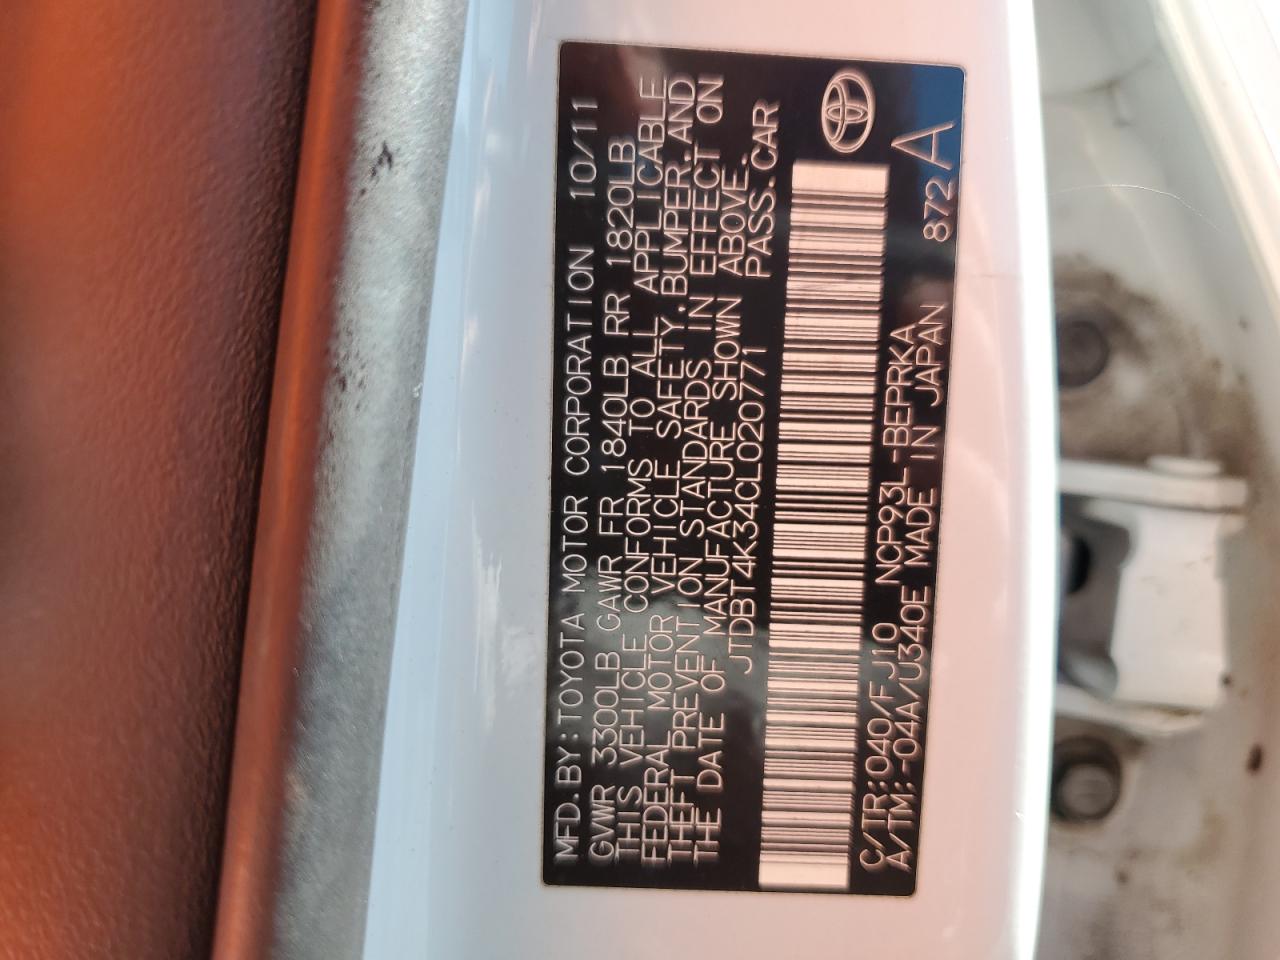 MFD.BY:TOYOTA MOTOR CORPORATION 10/11
GVWR 3300LB GAWR FR 1840LB RR 1820LB
THIS VEHICLE CONFORMS TO ALL APPLICABLE
FEDERAL MOTOR VEHICLE SAFETY,BUMPER,AND
THEFT PREVENTION STANDARDS IN EFFECT ON
THE DATE OF MANUFACTURE SHOWN ABOVE.
JTDBT4K34CL020771 PASS.CAR
C/TR:040/FJ10 NCP93L-BEPRKA
A/TM:-04A/U340E MADE IN JAPAN 872 A